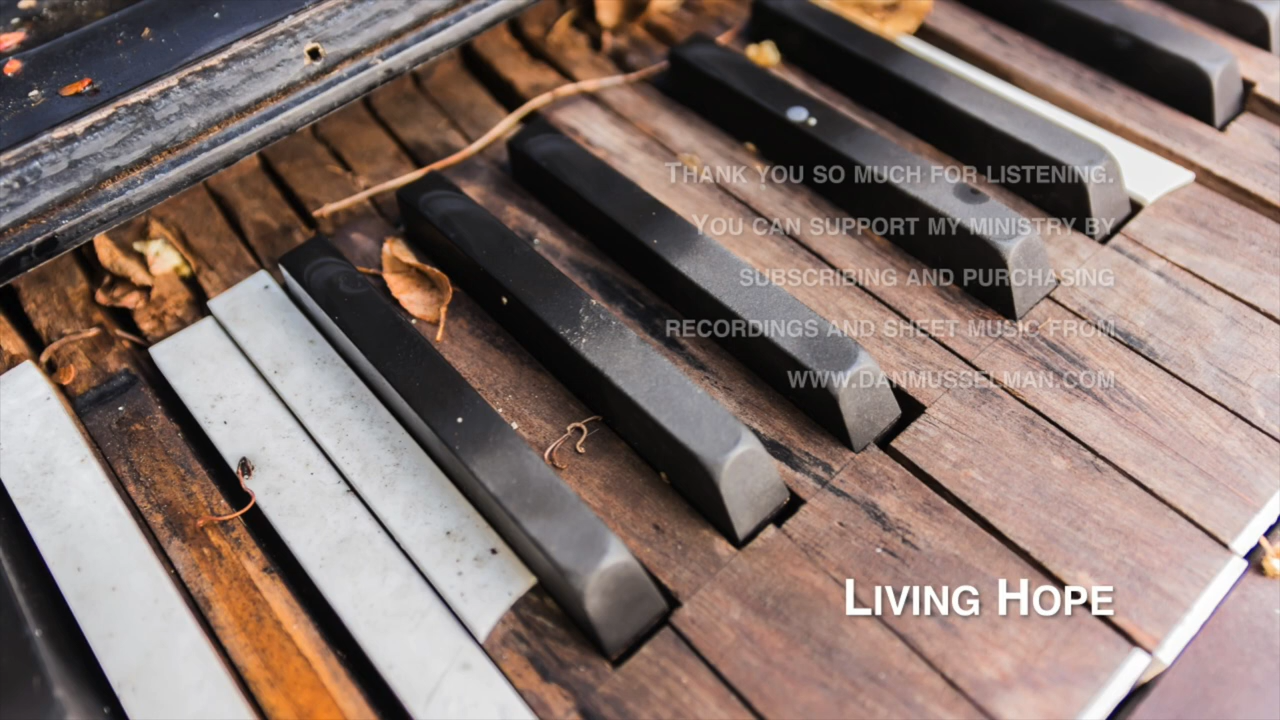 Thank you so much for listening.
You can support my ministry by
subscribing and purchasing
recordings and sheet music from
www.danmusselman.com
Living Hope